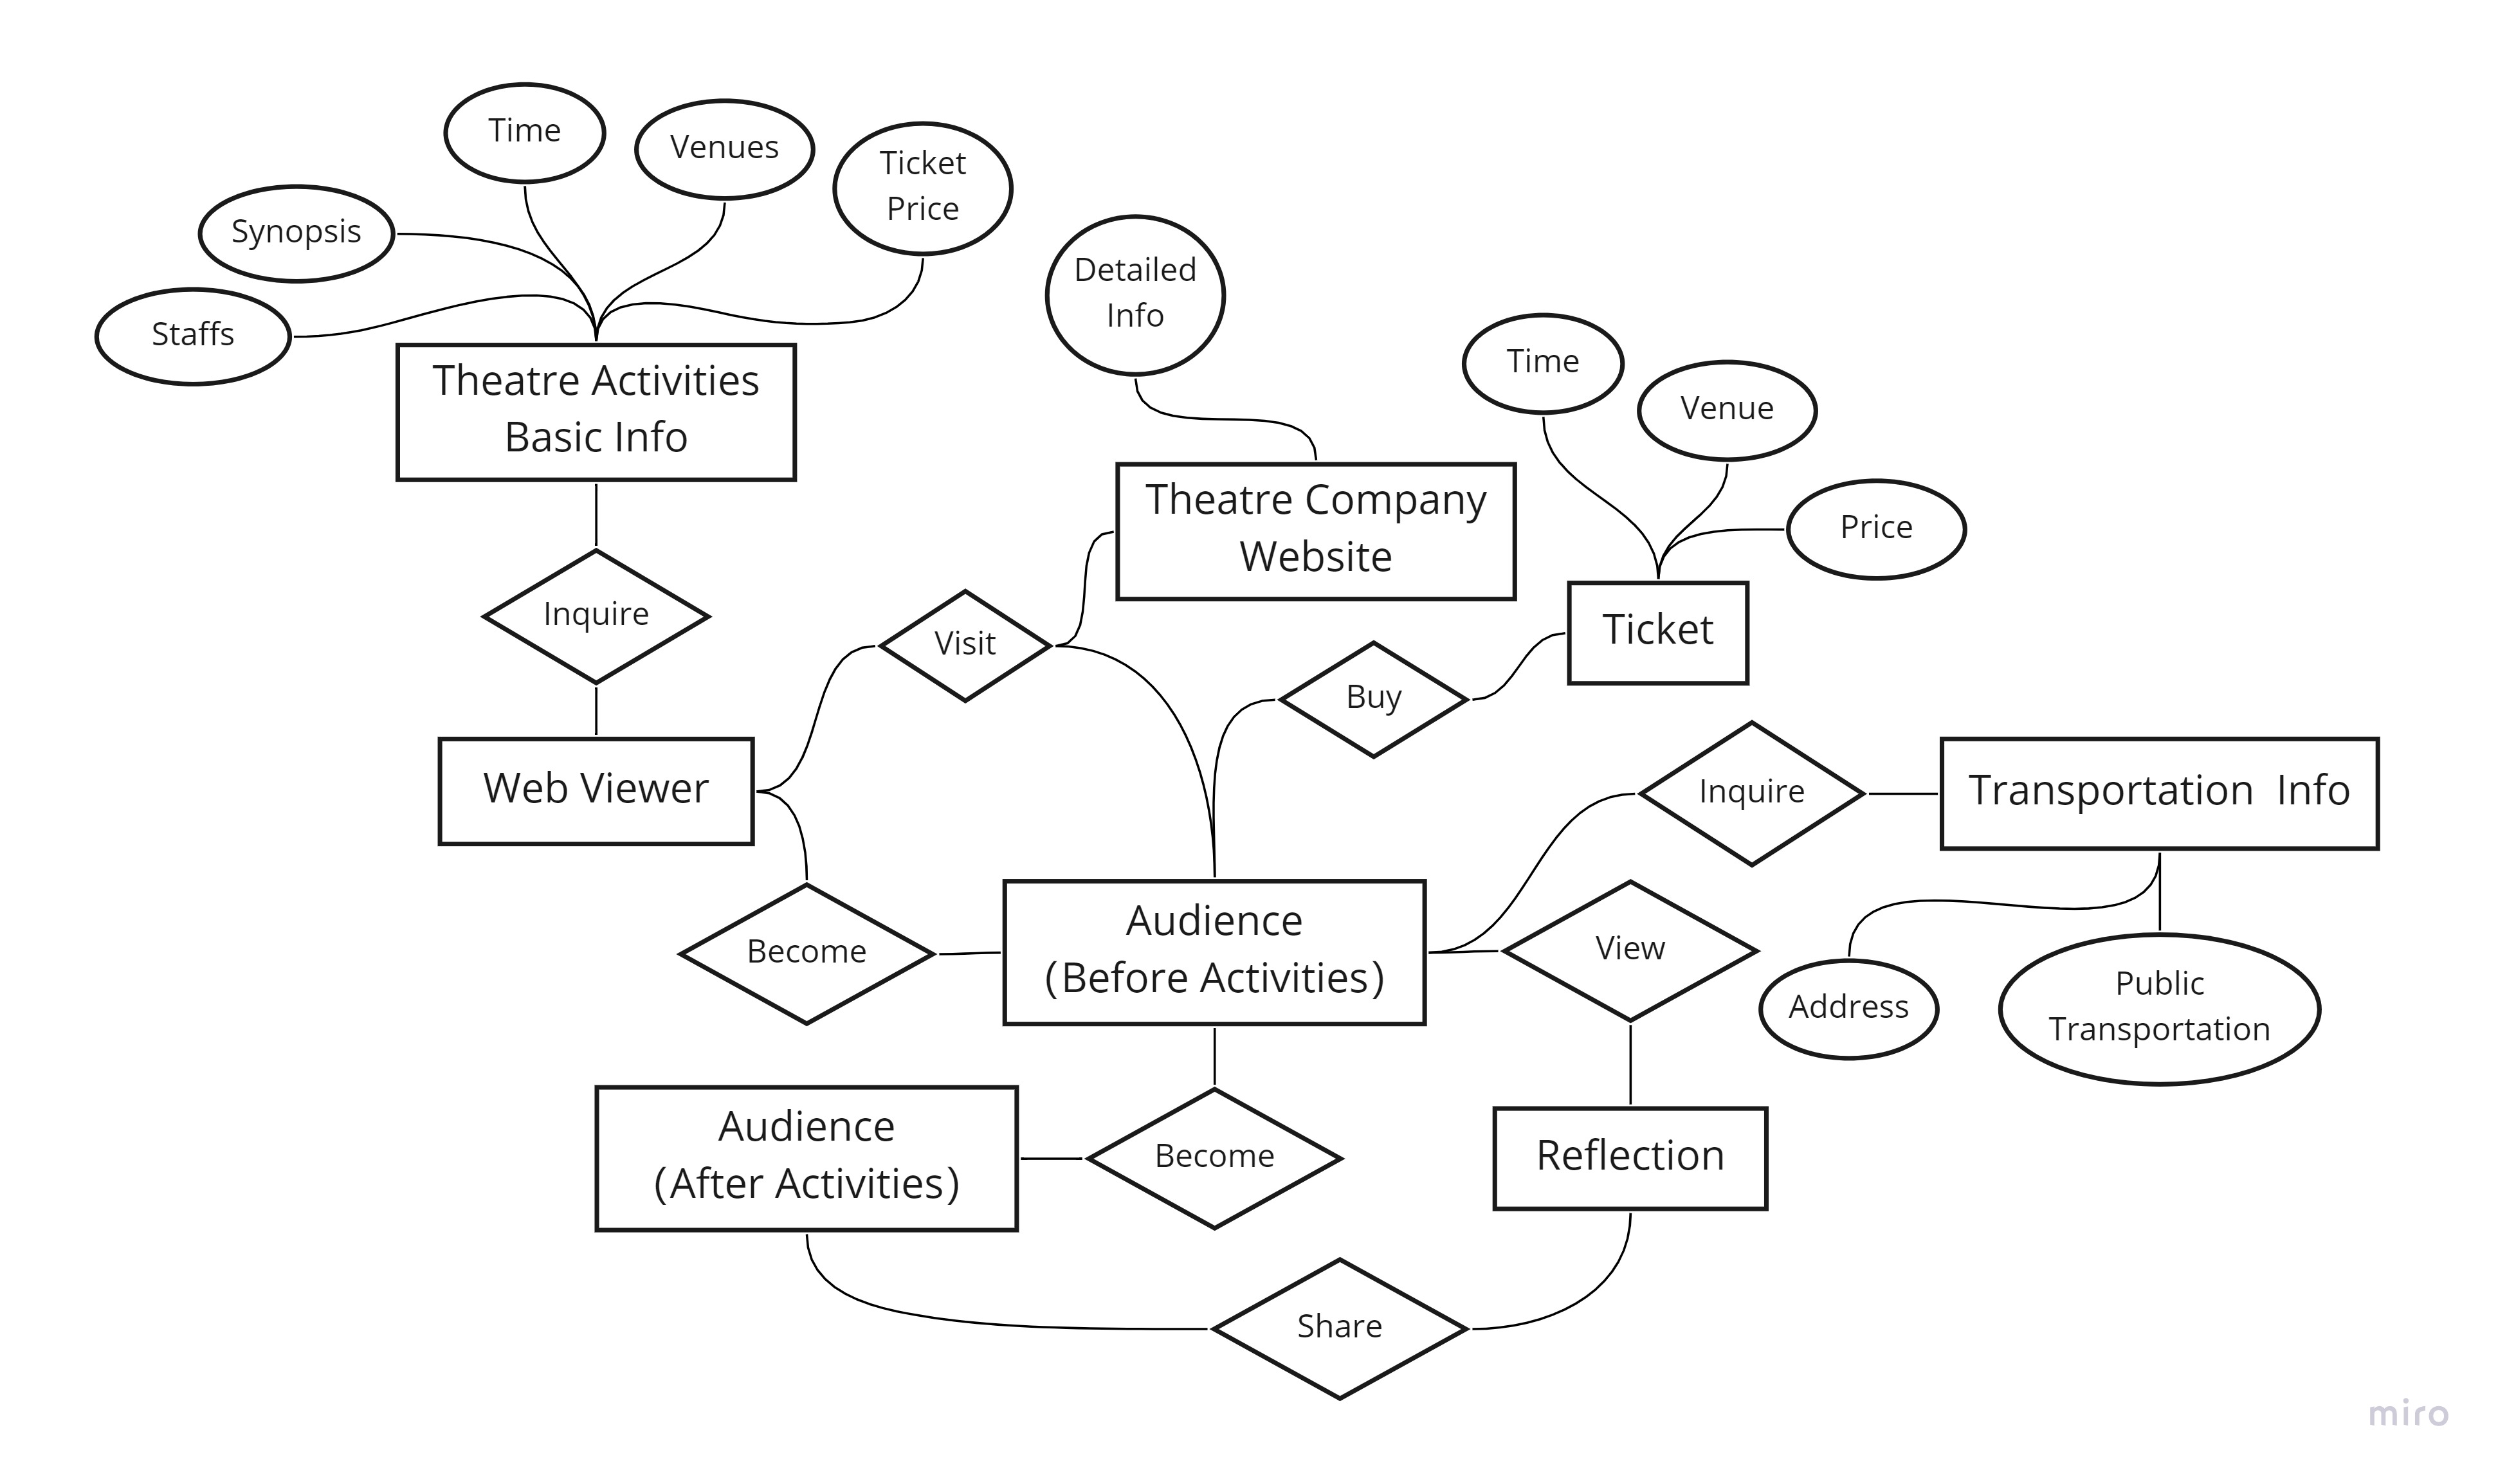 Time
Venues
Ticket
Price
Synopsis
Detailed
Info
Staffs
Time
Theatre Activities
Basic Info
Venue
Theatre Company
Website
Price
Inquire
Visit
Ticket
Buy
Web Viewer
Inquire
Transportation  Info
Become
Audience
(Before Activities)
View
Address
Public
Transportation
Audience
(After Activities)
Become
Reflection
Share
miro